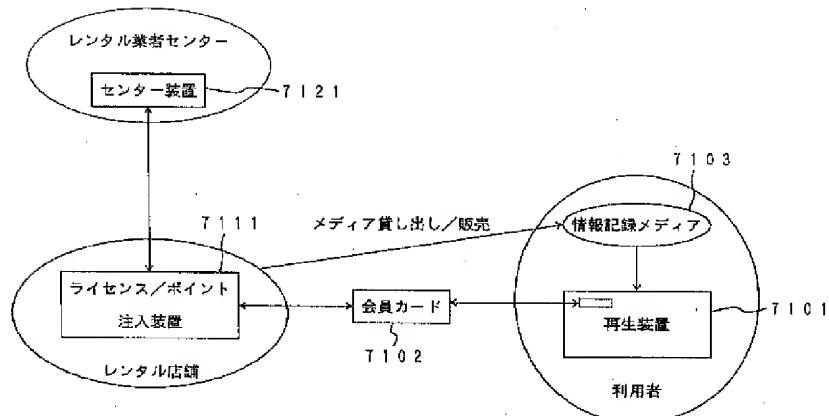 レンタル業者センター
センター装置
7121
7103
7111
メディア貸し出し/販売
情報記録メディア
ライセンス/ポイント
注入装置
会員カード
再生装置
7101
7102
レンタル店舗
利用者